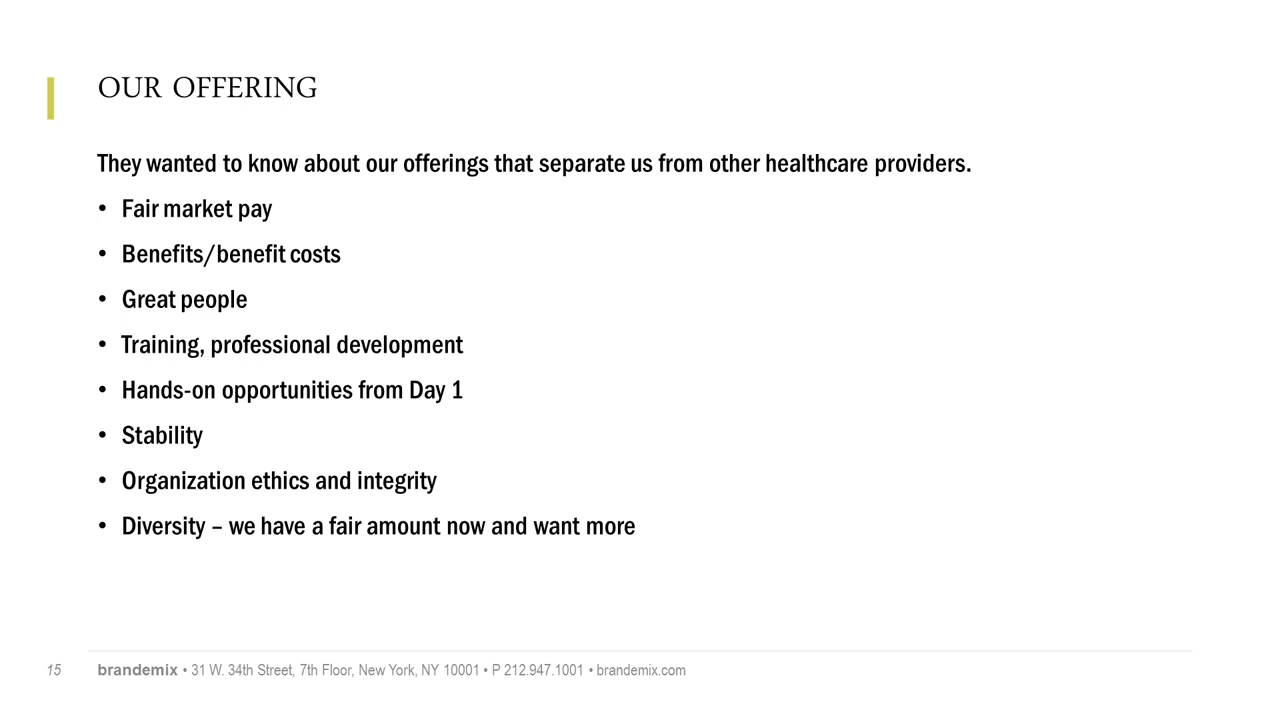 OUR OFFERING
They wanted to know about our offerings that separate us from other healthcare providers.
• Fair market pay
• Benefits/benefit costs
• Great people
• Training, professional development
• Hands-on opportunities from Day 1
• Stability
• Organization ethics and integrity
• Diversity – we have a fair amount now and want more
15 brandemix • 31 W. 34th Street, 7th Floor, New York, NY 10001 • P 212.947.1001 • brandemix.com